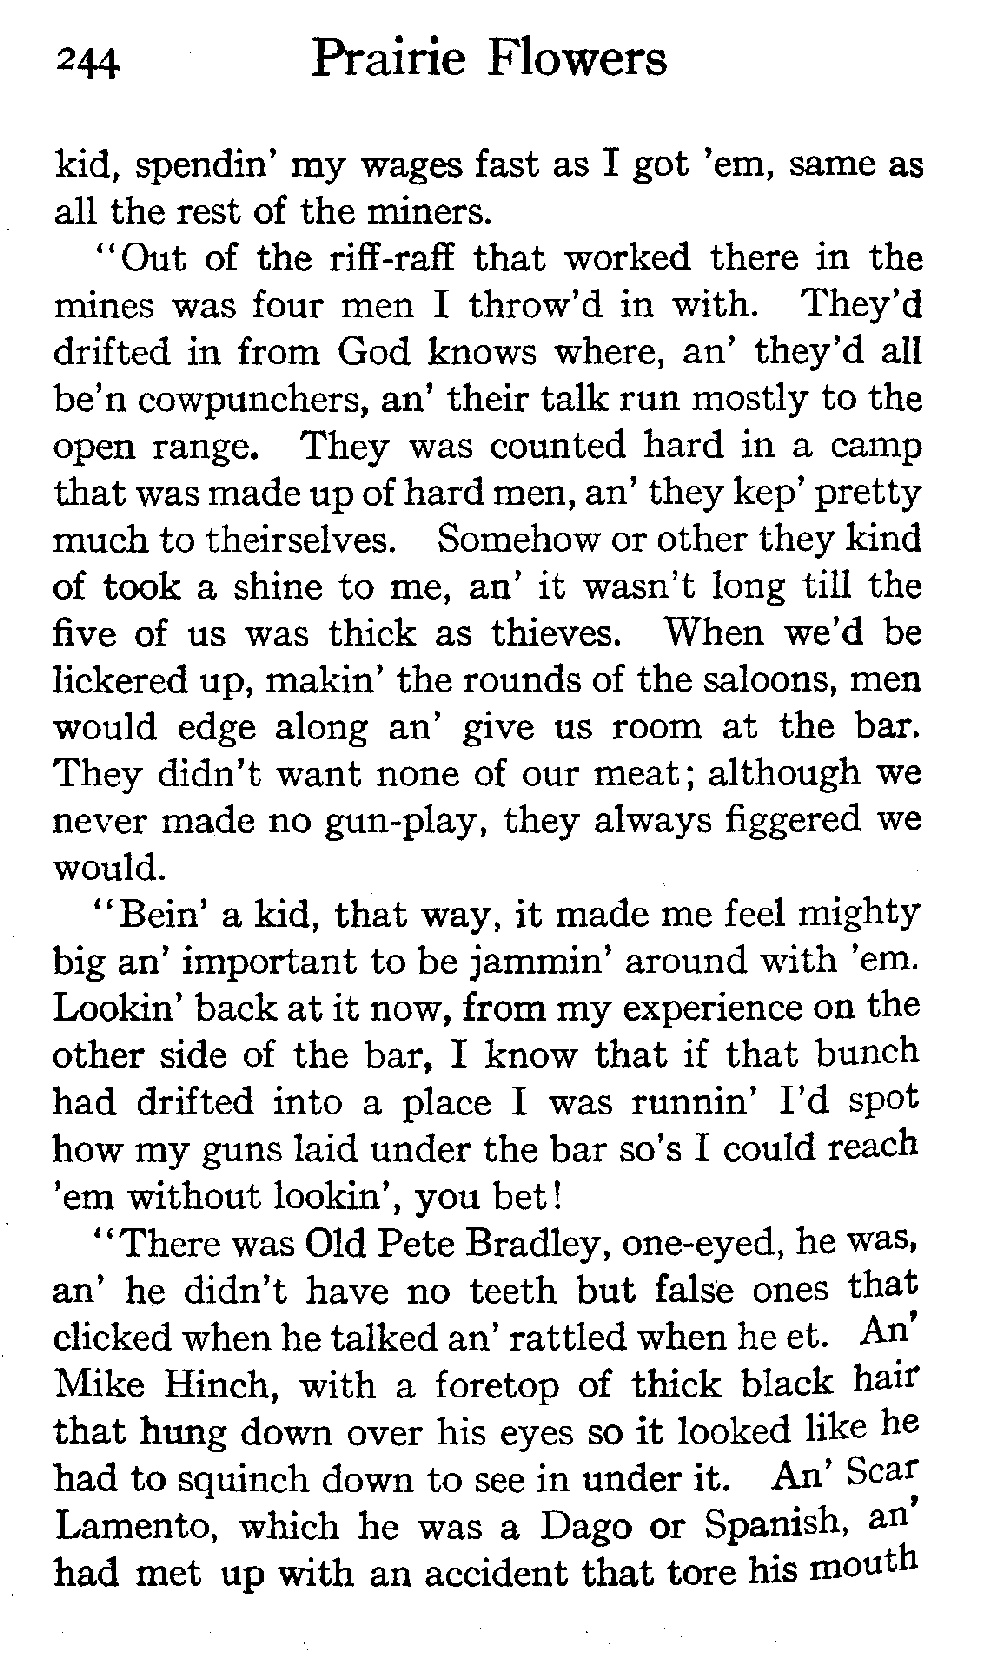 244 Prairie Flowers
kid, spendin' my wages fast as I got 'em, same as
all the rest of the miners.
"Out of the riff-raff that worked there in the
mines was four men I throw'd in with. They'd
drifted in from God knows where, an' they'd all
be'n cowpunchers, an' their talk run mostly to the
open range. They was counted hard in a camp
that was made up of hard men, an' they kep' pretty
much to theirselves. Somehow or other they kind
of took a shine to me, an' it wasn't long till the
five of us was thick as thieves. When we'd be
lickered up, makin' the rounds of the saloons, men
would edge along an' give us room at the bar.
They didn't want none of our meat; although we
never made no gun-play, they always figgered we
would.
"Bein' a kid, that way, it made me feel mighty
big an' important to be jammin' around with 'em.
Lookin' back at it now, from my experience on the
other side of the bar, I know that if that bunch
had drifted into a place I was runnin' I'd spot
how my guns laid under the bar so's I could reach
'em without lookin', you bet!
"There was Old Pete Bradley, one-eyed, he was,
an' he didn't have no teeth but false ones that
clicked when he talked an' rattled when he et. An'
Mike Hinch, with a foretop of thick black hair
that hung down over his eyes so it looked like he
had to squinch down to see in under it. An' Scar
Lamento, which he was a Dago or Spanish, an'
had met up with an accident that tore his mouth